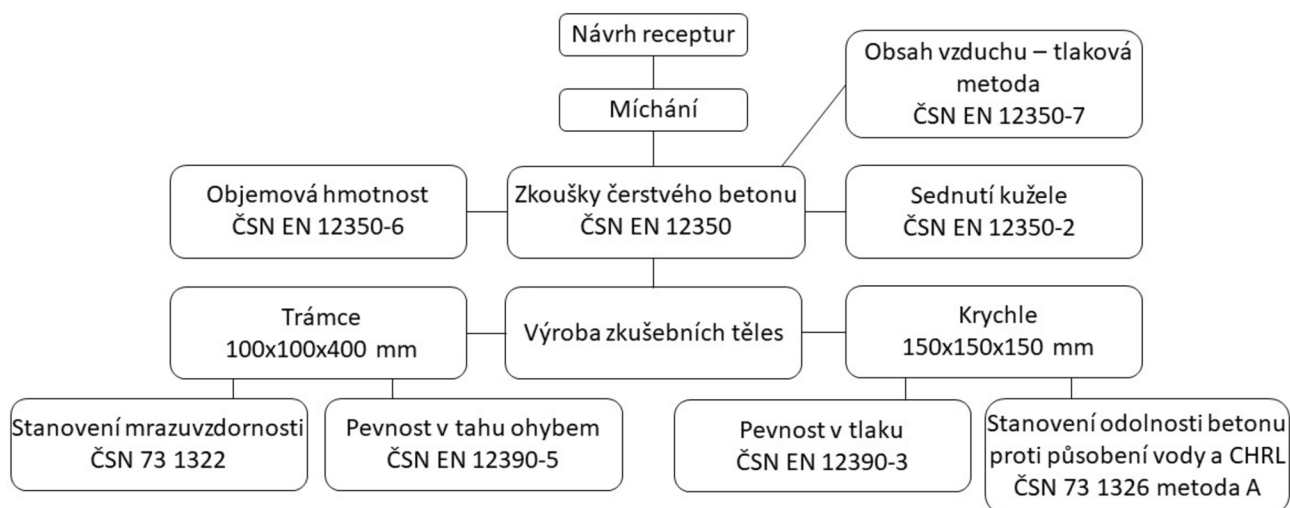 Návrh receptur
Míchání
Obsah vzduchu – tlaková
metoda
ČSN EN 12350-7
Objemová hmotnost
ČSN EN 12350-6
Zkoušky čerstvého betonu
ČSN EN 12350
Sednutí kužele
ČSN EN 12350-2
Trámce
100x100x400 mm
Výroba zkušebních těles
Krychle
150x150x150 mm
Stanovení mrazuvzdornosti
ČSN 73 1322
Pevnost v tahu ohybem
ČSN EN 12390-5
Pevnost v tlaku
ČSN EN 12390-3
Stanovení odolnosti betonu
proti působení vody a CHRL
ČSN 73 1326 metoda A